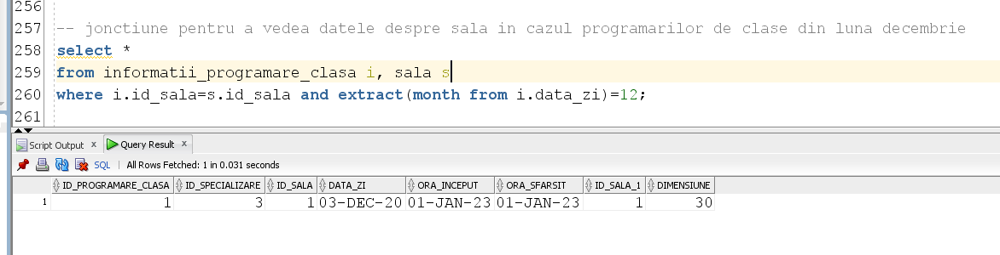 256
257 -- jonctiune pentru a vedea datele despre sala in cazul programarilor de clase din luna decembrie
258 select *
259 from informatii_programare_clasa i, sala s
260 where i.id_sala=s.id_sala and extract(month from i.data_zi)=12;
261
Script Output x Query Result x
SQL | All Rows Fetched: 1 in 0.031 seconds
ID_PROGRAMARE_CLASA ID_SPECIALIZARE ID_SALA DATA_ZI ORA_INCEPUT ORA_SFARSIT ID_SALA_1 DIMENSIUNE
1 1 3 1 03-DEC-20 01-JAN-23 01-JAN-23 1 30